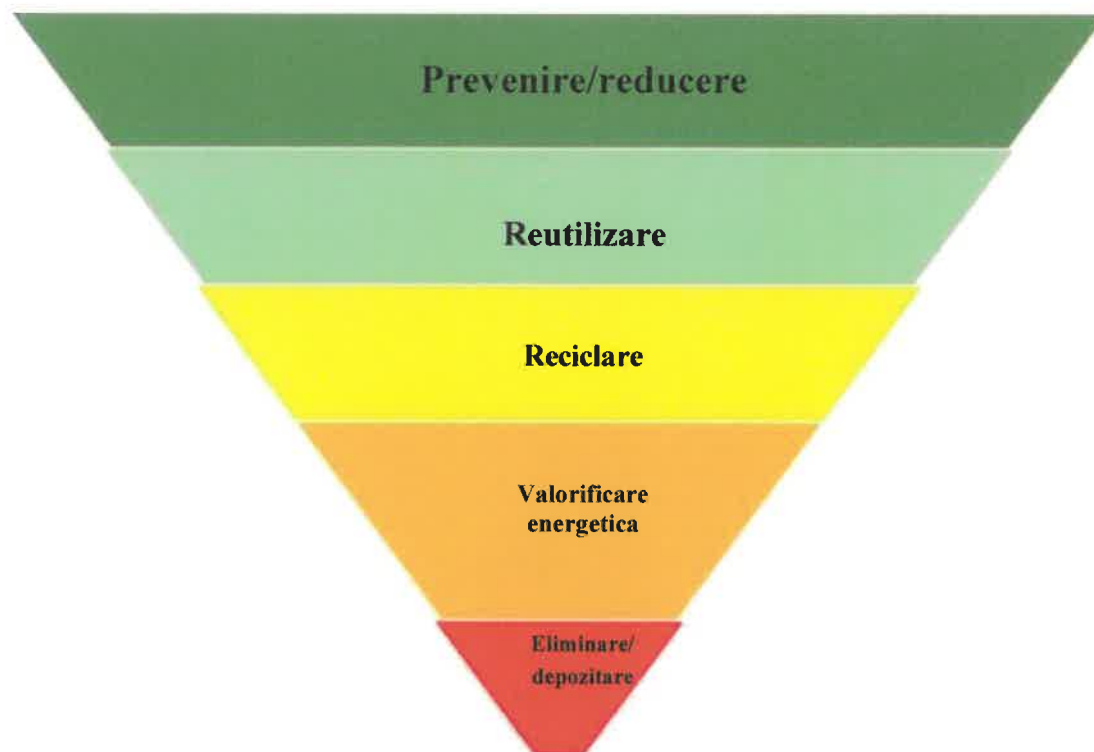 Prevenire/reducere
Reutilizare
Reciclare
Valorificare
energetica
Eliminare/
depozitare